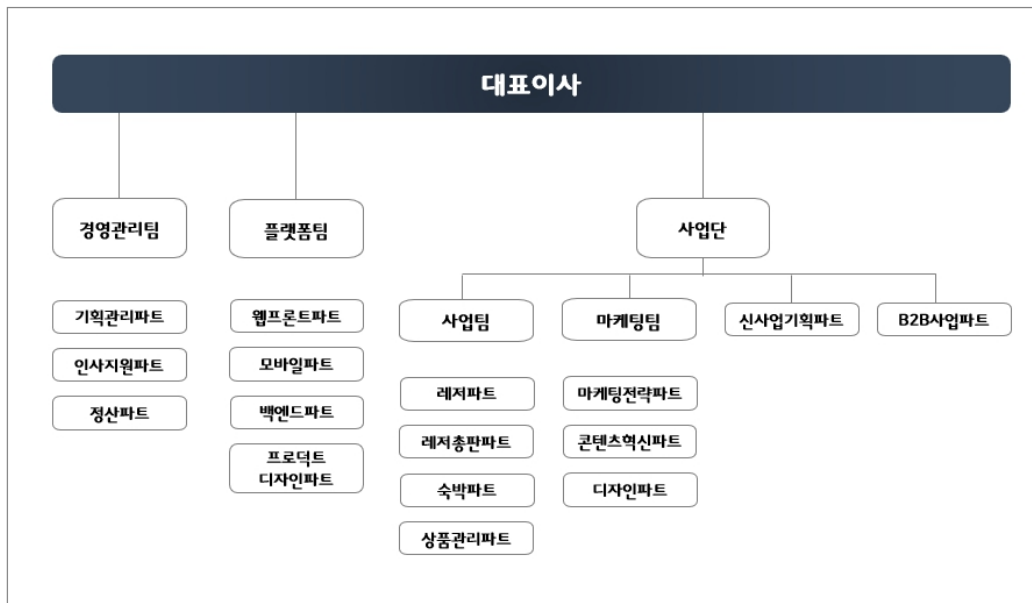 대표이사
경영관리팀
플랫폼팀
사업단
기획관리파트
인사지원파트
정산파트
웹프론트파트
모바일파트
백엔드파트
프로덕트
디자인파트
사업팀
마케팅팀
신사업기획파트
B2B사업파트
레저파트
레저총판파트
숙박파트
상품관리파트
마케팅전략파트
콘텐츠혁신파트
디자인파트